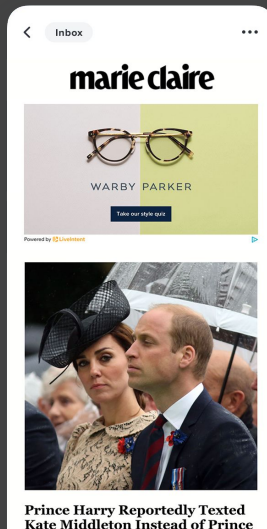 Inbox
marie claire
WARBY PARKER
Take our style quiz
Powered by LiveIntent
Prince Harry Reportedly Texted
Kate Middleton Instead of Prince